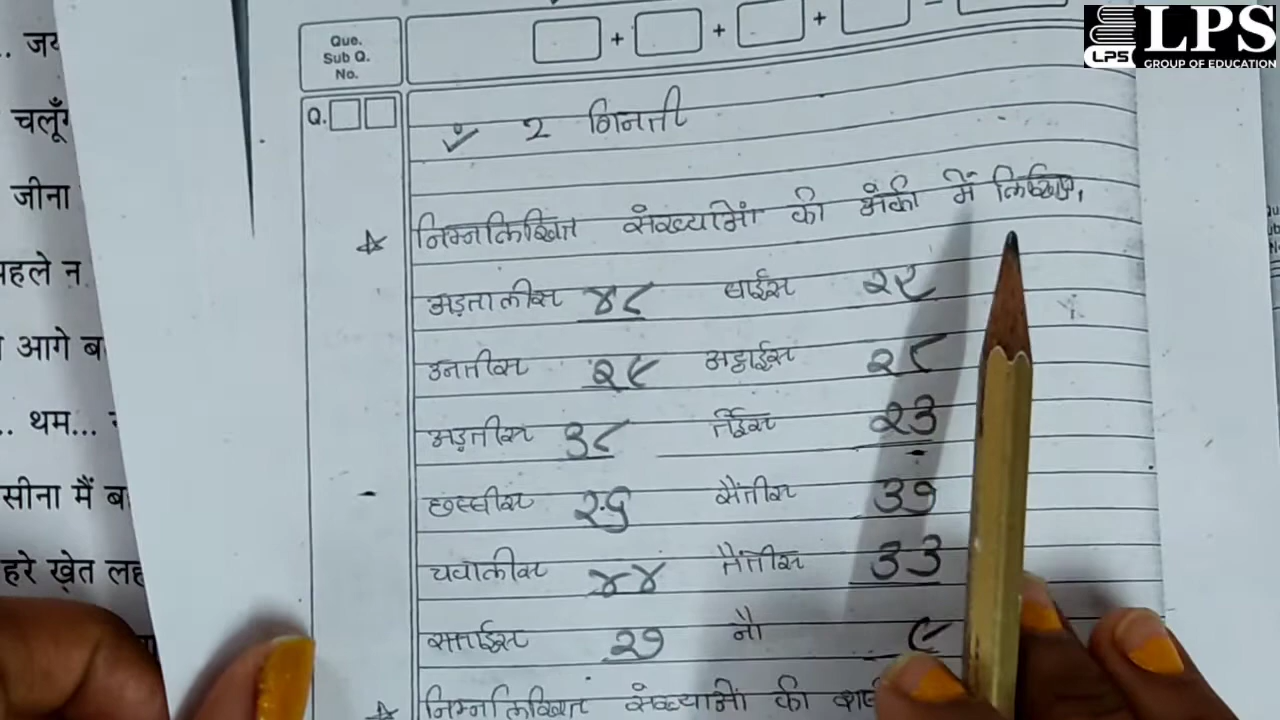 LPS
LPS
GROUP OF EDUCATION
Que.
Sub Q.
No.
+ + +
Q.
२ गिनती
निम्नलिखित संख्याओं को अंकों में लिखिए,
अड़तालीस ४८ बाईस २२
उनतीस २९ अट्ठाईस २८
अड़तीस ३८ तेईस २३
छब्बीस २६ सैंतीस ३७
चवालीस ४४ तैंतीस ३३
सत्ताईस २७ नौ ९
निम्नलिखित संख्याओं को
चलूँ
जीना
हले न
आगे ब
.. थम...
सीना मैं ब
हरे खेत लह